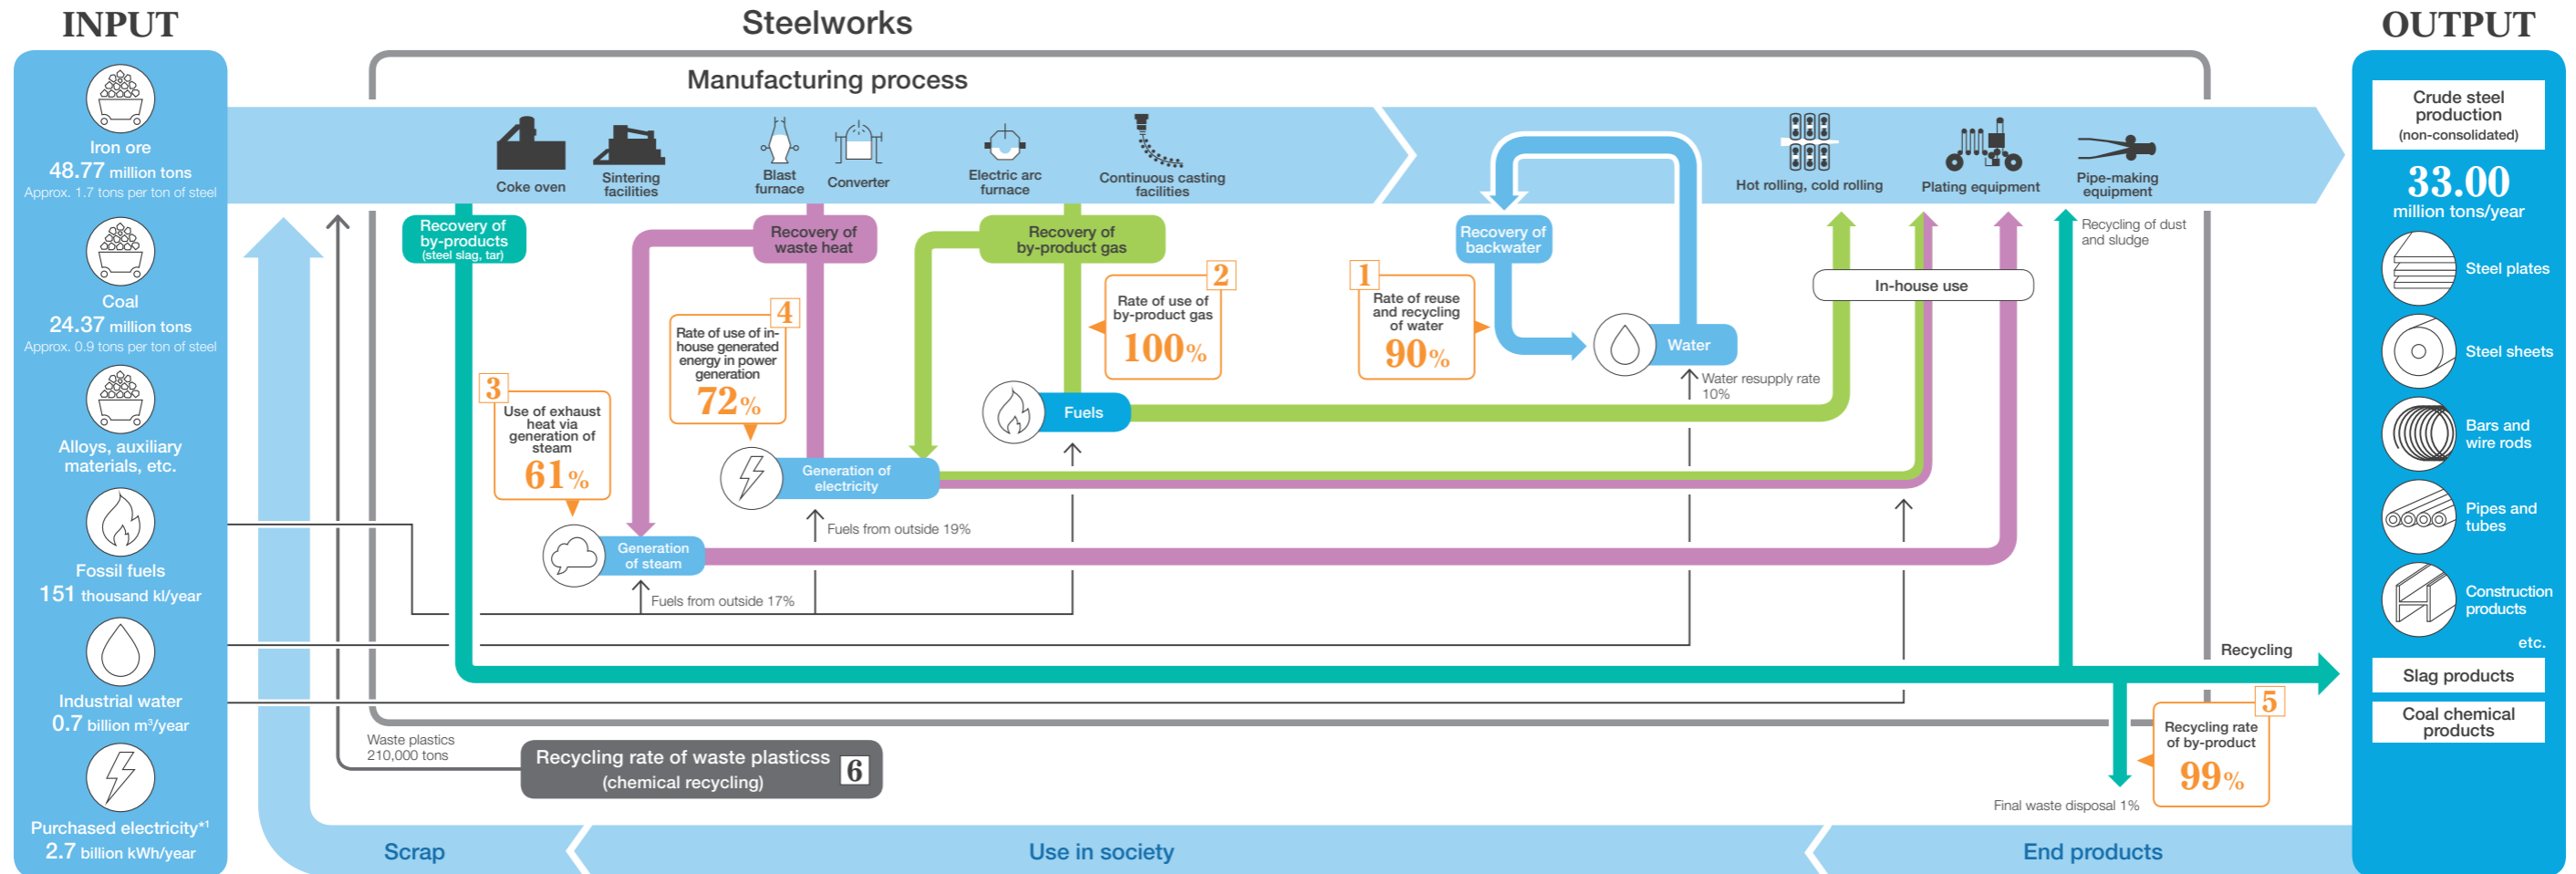 INPUT
Steelworks
OUTPUT
Manufacturing process
Iron ore
48.77 million tons
Approx. 1.7 tons per ton of steel
Coal
24.37 million tons
Approx. 0.9 tons per ton of steel
Alloys, auxiliary
materials, etc.
Fossil fuels
151 thousand kl/year
Industrial water
0.7 billion m³/year
Purchased electricity*1
2.7 billion kWh/year
Coke oven
Sintering
facilities
Blast
furnace
Converter
Electric arc
furnace
Continuous casting
facilities
Hot rolling, cold rolling
Plating equipment
Pipe-making
equipment
Recovery of
by-products
(steel slag, tar)
Recovery of
waste heat
Recovery of
by-product gas
Recovery of
backwater
Recycling of dust
and sludge
In-house use
1
Rate of reuse
and recycling
of water
90%
2
Rate of use of
by-product gas
100%
4
Rate of use of in-
house generated
energy in power
generation
72%
3
Use of exhaust
heat via
generation of
steam
61%
Water
Water resupply rate
10%
Fuels
Generation of
electricity
Fuels from outside 19%
Generation
of steam
Fuels from outside 17%
Recycling
5
Recycling rate
of by-product
99%
Final waste disposal 1%
Waste plastics
210,000 tons
Recycling rate of waste plasticss
(chemical recycling)
6
Scrap
Use in society
End products
Crude steel
production
(non-consolidated)
33.00
million tons/year
Steel plates
Steel sheets
Bars and
wire rods
Pipes and
tubes
Construction
products
etc.
Slag products
Coal chemical
products